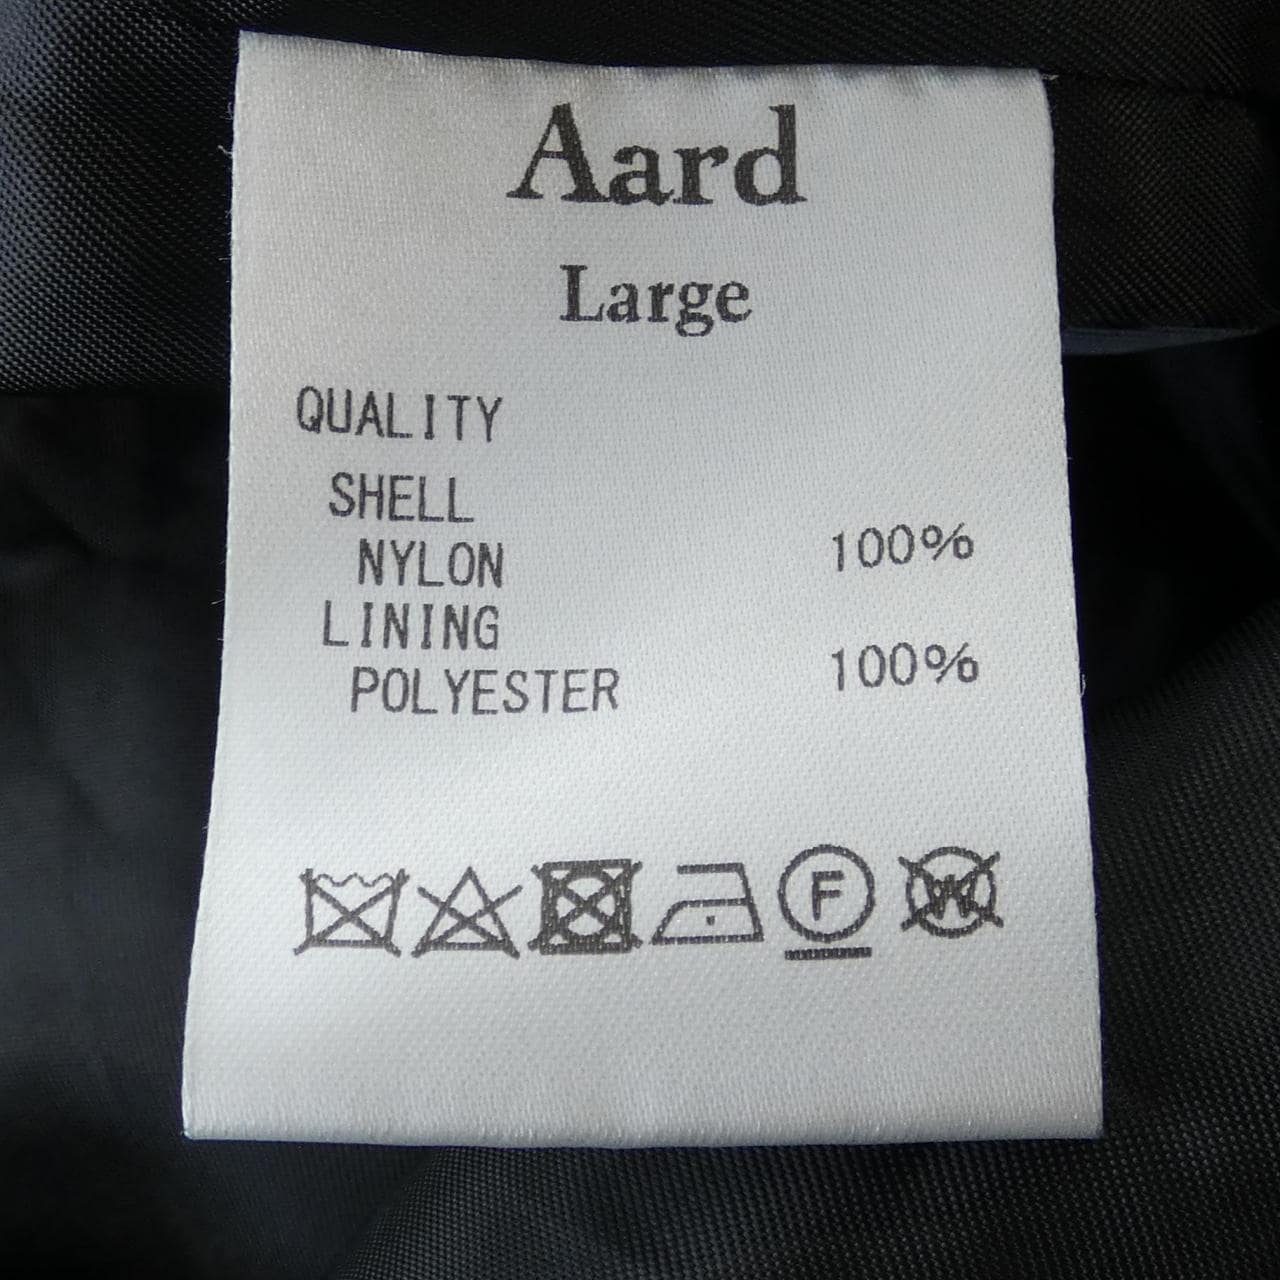 Aard
Large
QUALITY
SHELL
NYLON 100%
LINING
POLYESTER 100%
F W